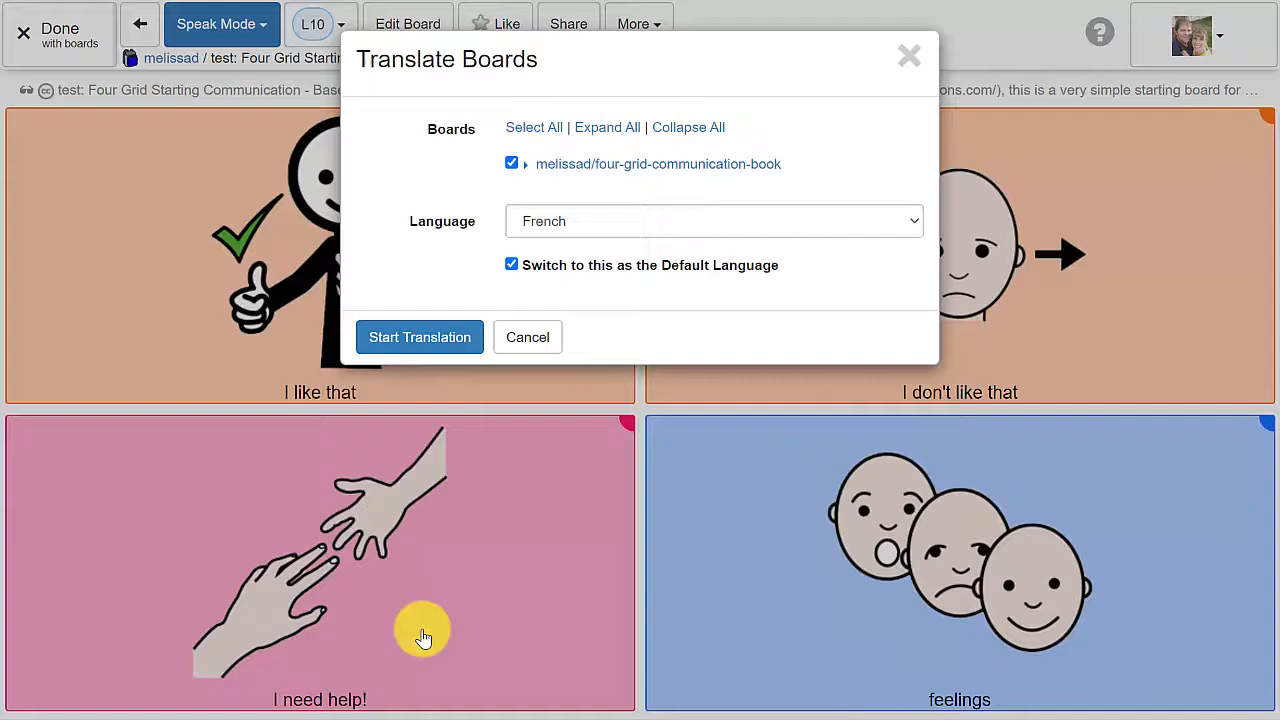 Done
with boards
Speak Mode
L10
Edit Board
Like
Share
More
?
melissad / test: Four Grid Starti
cc test: Four Grid Starting Communication - Bas
ons.com/), this is a very simple starting board for ...
Translate Boards
Boards
Select All | Expand All | Collapse All
melissad/four-grid-communication-book
Language
French
Switch to this as the Default Language
Start Translation
Cancel
I like that
I don't like that
I need help!
feelings